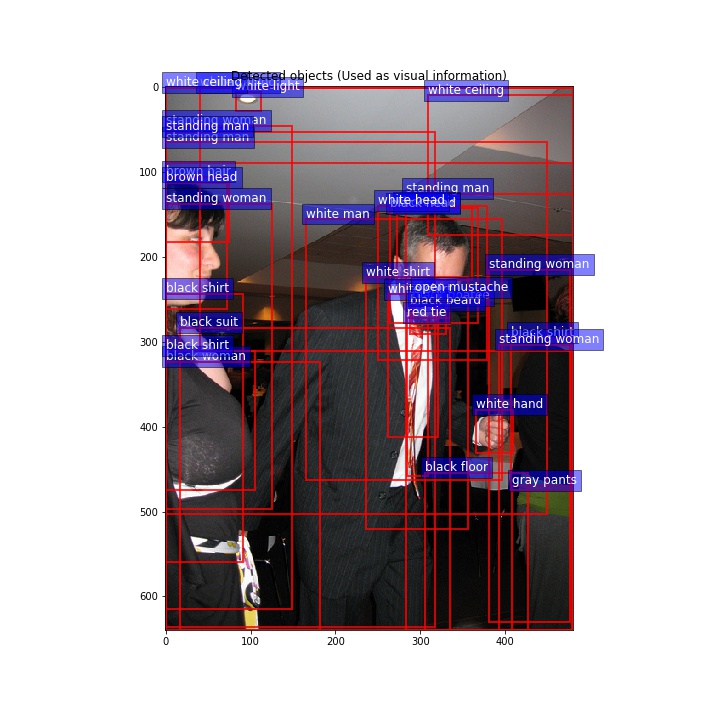 Detected objects (Used as visual information)
white ceiling
white light
white ceiling
standing woman
standing man
standing man
brown hair
brown head
standing man
standing woman
white head
black head
white man
standing woman
white shirt
black shirt
open mustache
black beard
red tie
black suit
black shirt
standing woman
black shirt
black woman
white hand
black floor
gray pants
0
100
200
300
400
500
600
0
100
200
300
400